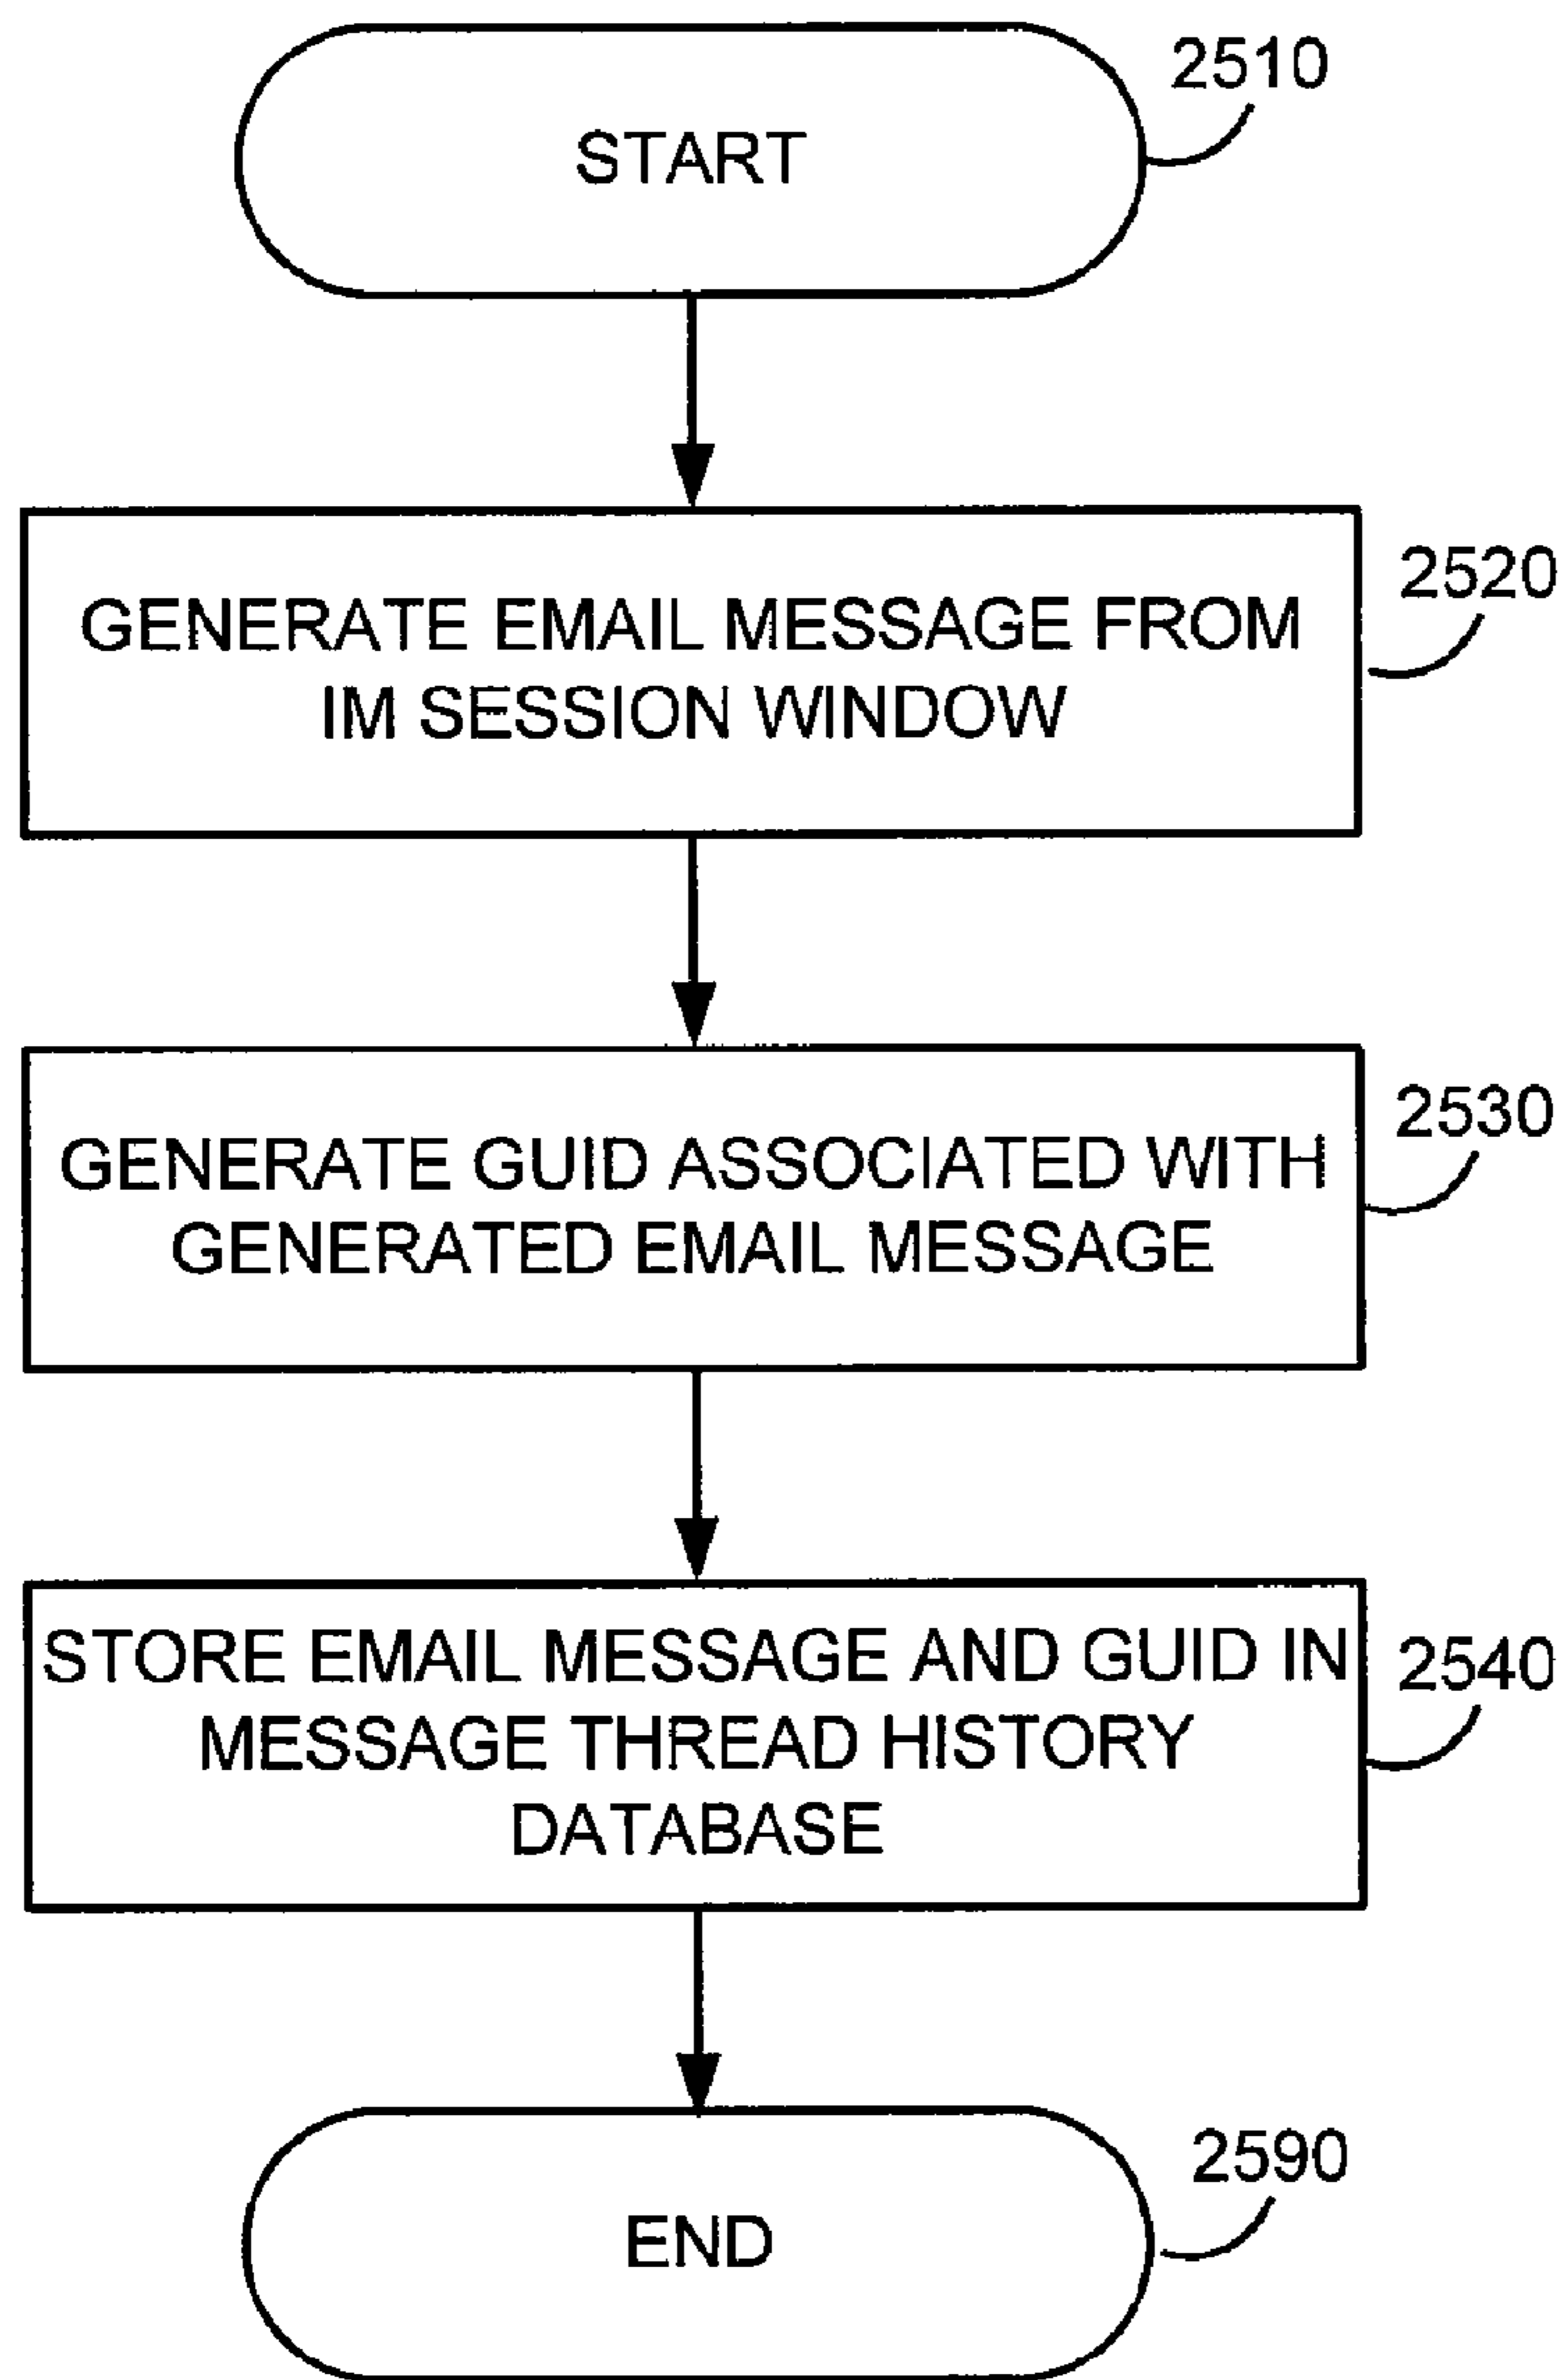 2510
START
2520
GENERATE EMAIL MESSAGE FROM
IM SESSION WINDOW
2530
GENERATE GUID ASSOCIATED WITH
GENERATED EMAIL MESSAGE
STORE EMAIL MESSAGE AND GUID IN
2540
MESSAGE THREAD HISTORY
DATABASE
2590
END